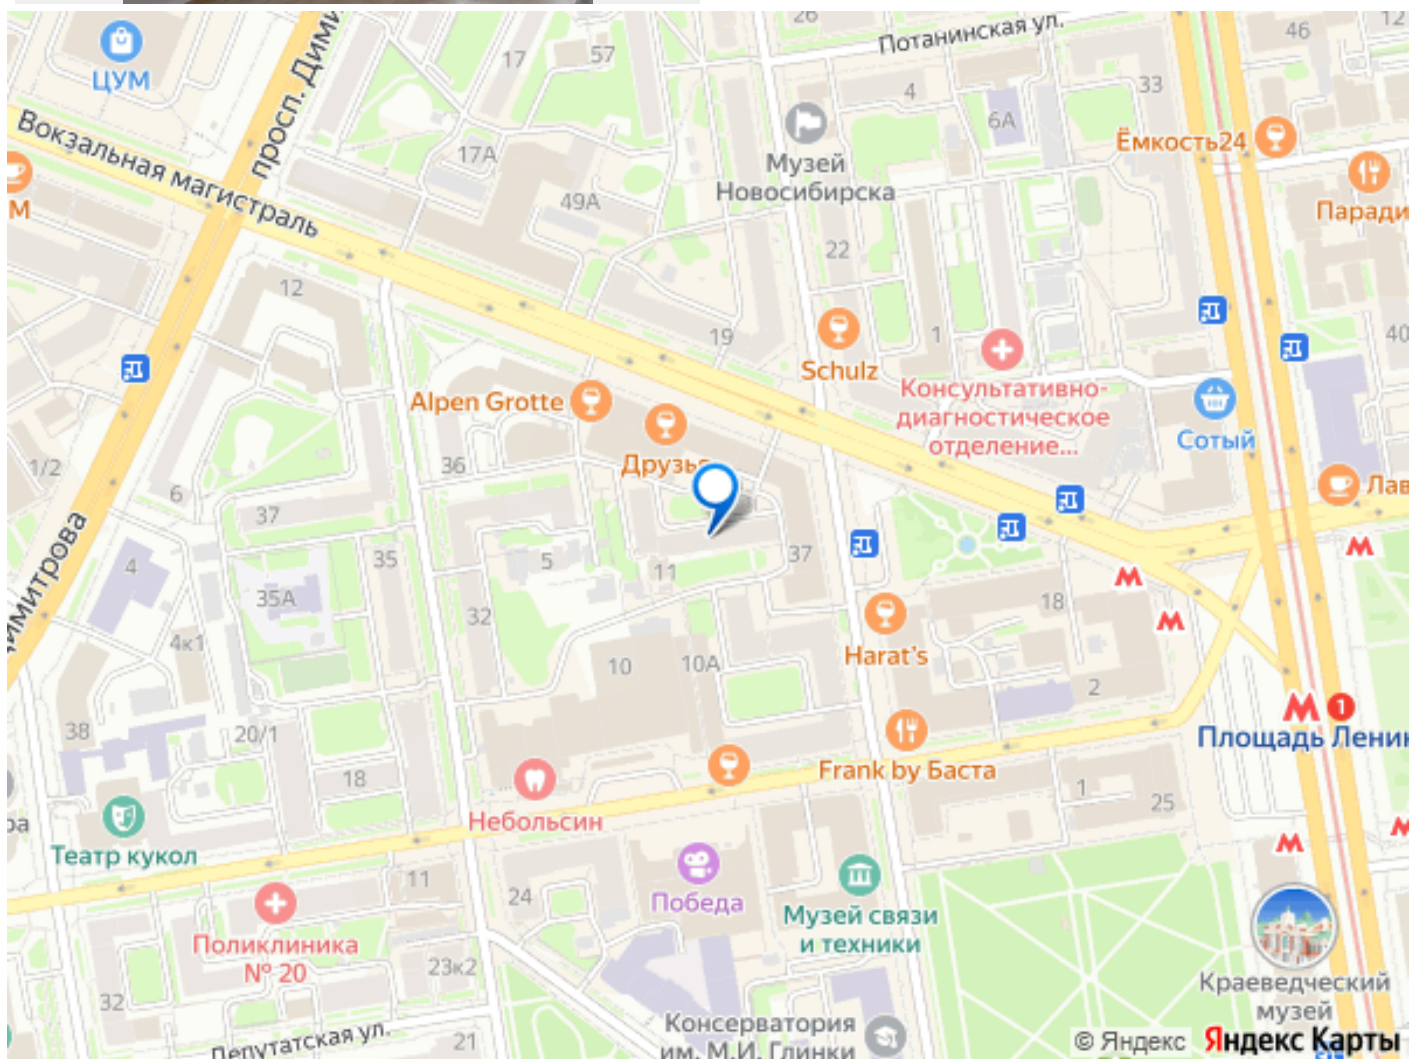 26
12
Потанинская ул.
46
ЦУМ
просп. Дими
17
57
4
33
6А
Вокзальная магистраль
Ёмкость24
17А
Музей
Новосибирска
М
49А
Паради
22
12
19
1
40
Schulz
Консультативно-
диагностическое
отделение...
Alpen Grotte
Сотый
Друзья
36
1/2
6
37
Лав
Димитрова
4
35
5
11
37
35А
18
4к1
32
Harat's
10
10А
2
38
20/1
1
Площадь Ленин
18
Frank by Баста
1
25
Небольсин
ра
Театр кукол
11
24
Победа
Музей связи
и техники
Поликлиника
№ 20
23к2
32
Краеведческий
музей
Консерватория
им. М.И. Глинки
Депутатская ул.
21
© Яндекс Яндекс Карты